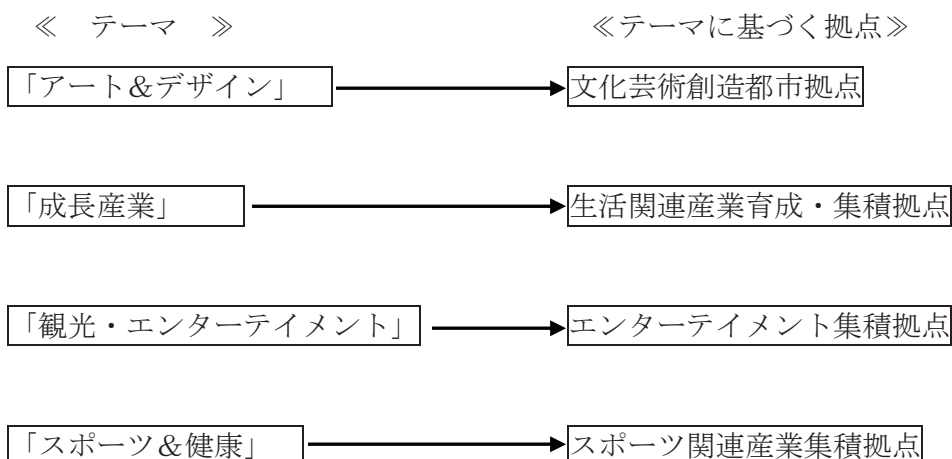 ≪　テーマ　≫　≪テーマに基づく拠点≫
「アート&デザイン」　文化芸術創造都市拠点
「成長産業」　生活関連産業育成・集積拠点
「観光・エンターテイメント」　エンターテイメント集積拠点
「スポーツ&健康」　スポーツ関連産業集積拠点